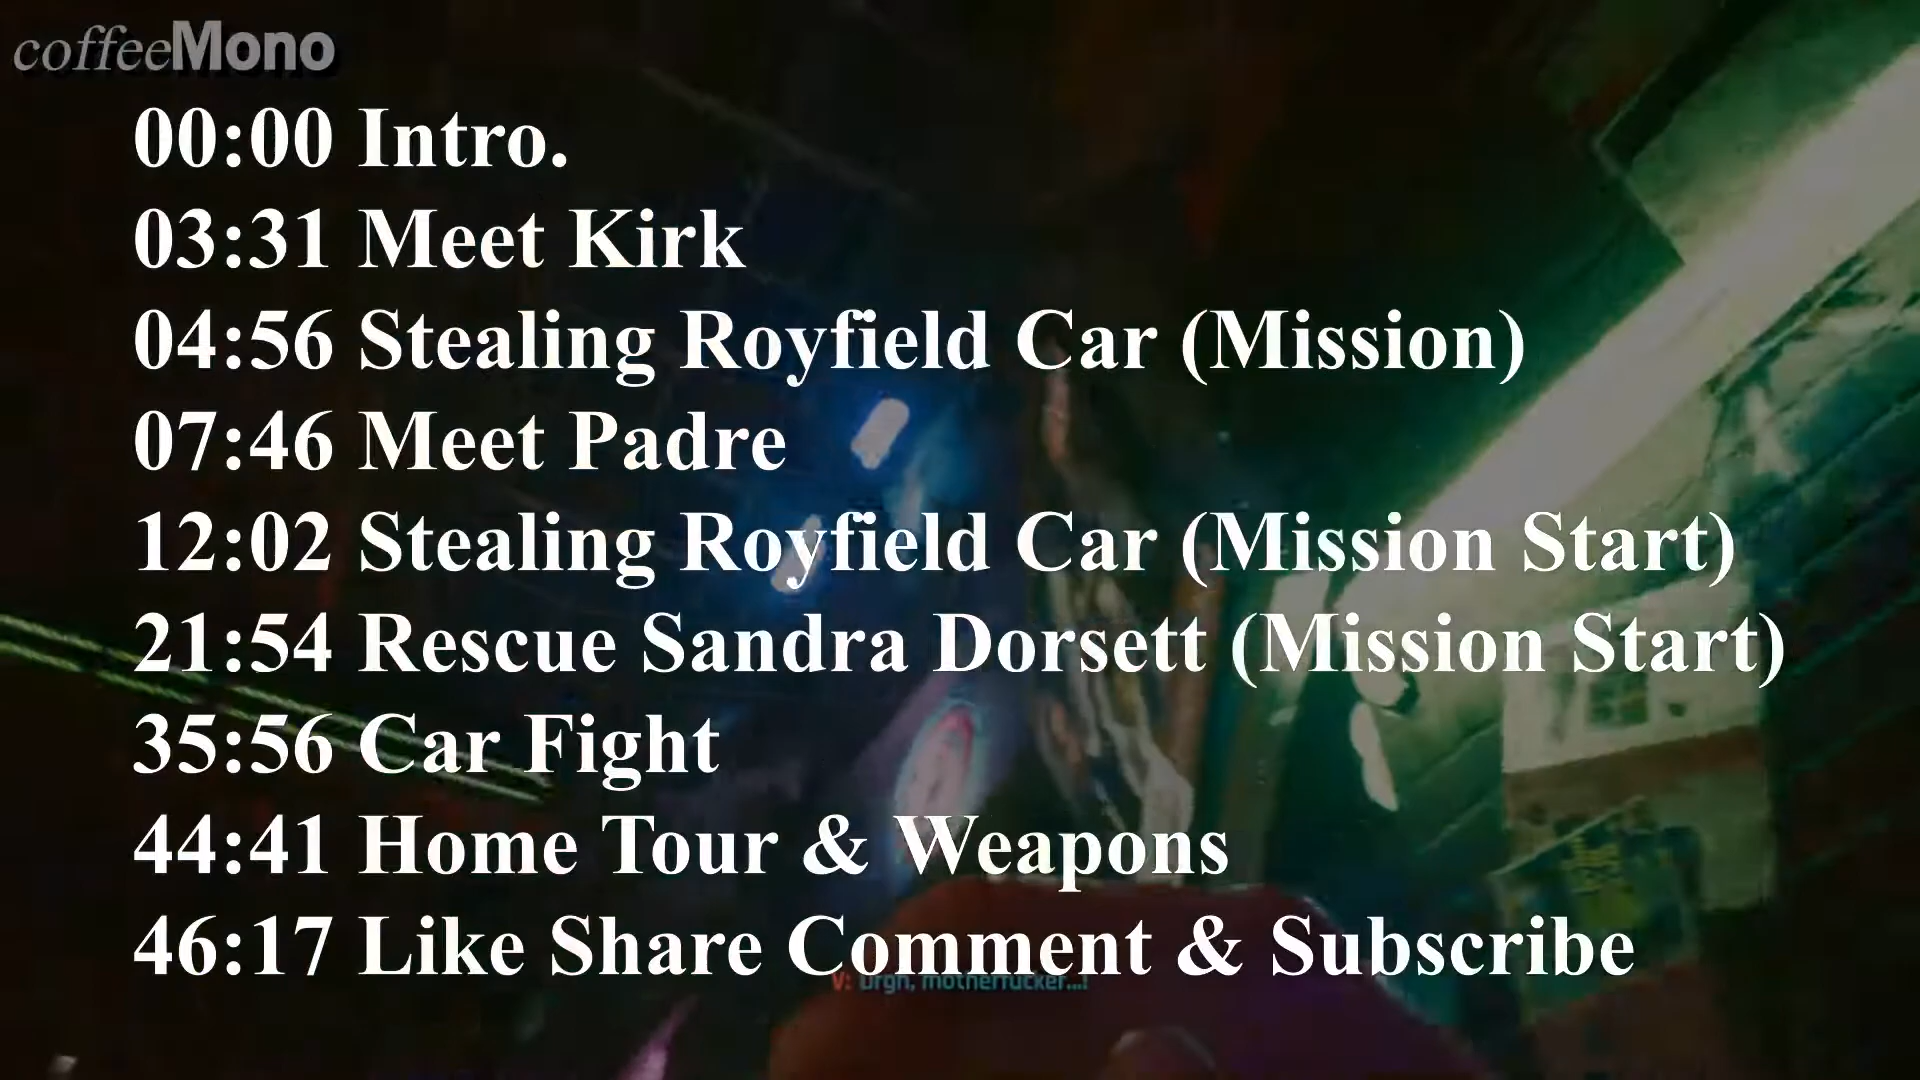 coffeeMono
00:00 Intro.
03:31 Meet Kirk
04:56 Stealing Royfield Car (Mission)
07:46 Meet Padre
12:02 Stealing Royfield Car (Mission Start)
21:54 Rescue Sandra Dorsett (Mission Start)
35:56 Car Fight
44:41 Home Tour & Weapons
46:17 Like Share Comment & Subscribe
V: Urgh, motherfucker...!